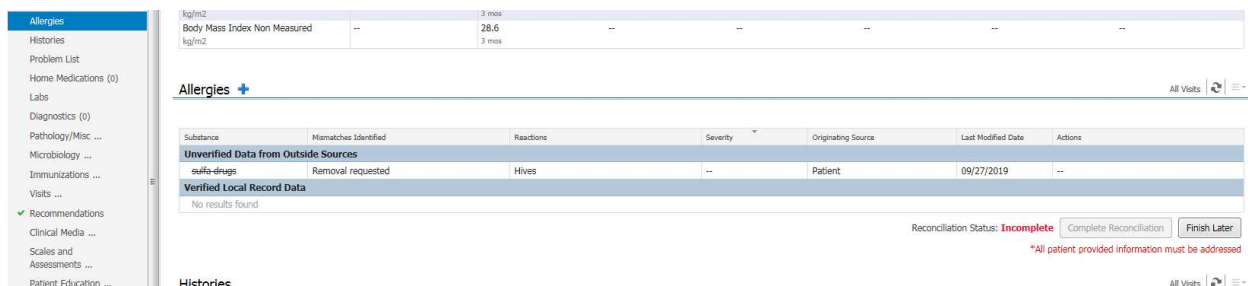 Allergies
Histories
Problem List
Home Medications (0)
Labs
Diagnostics (0)
Pathology/Misc ...
Microbiology ...
Immunizations ...
Visits ...
Recommendations
Clinical Media ...
Scales and
Assessments ...
Patient Education ...
kg/m2 3 mos
Body Mass Index Non Measured -- 28.6 -- -- -- -- --
kg/m2 3 mos
Allergies All Visits
Substance Mismatches Identified Reactions Severity Originating Source Last Modified Date Actions
Unverified Data from Outside Sources
sulfa drugs Removal requested Hives -- Patient 09/27/2019 --
Verified Local Record Data
No results found
Reconciliation Status: Incomplete Complete Reconciliation Finish Later
*All patient provided information must be addressed
Histories All Visits